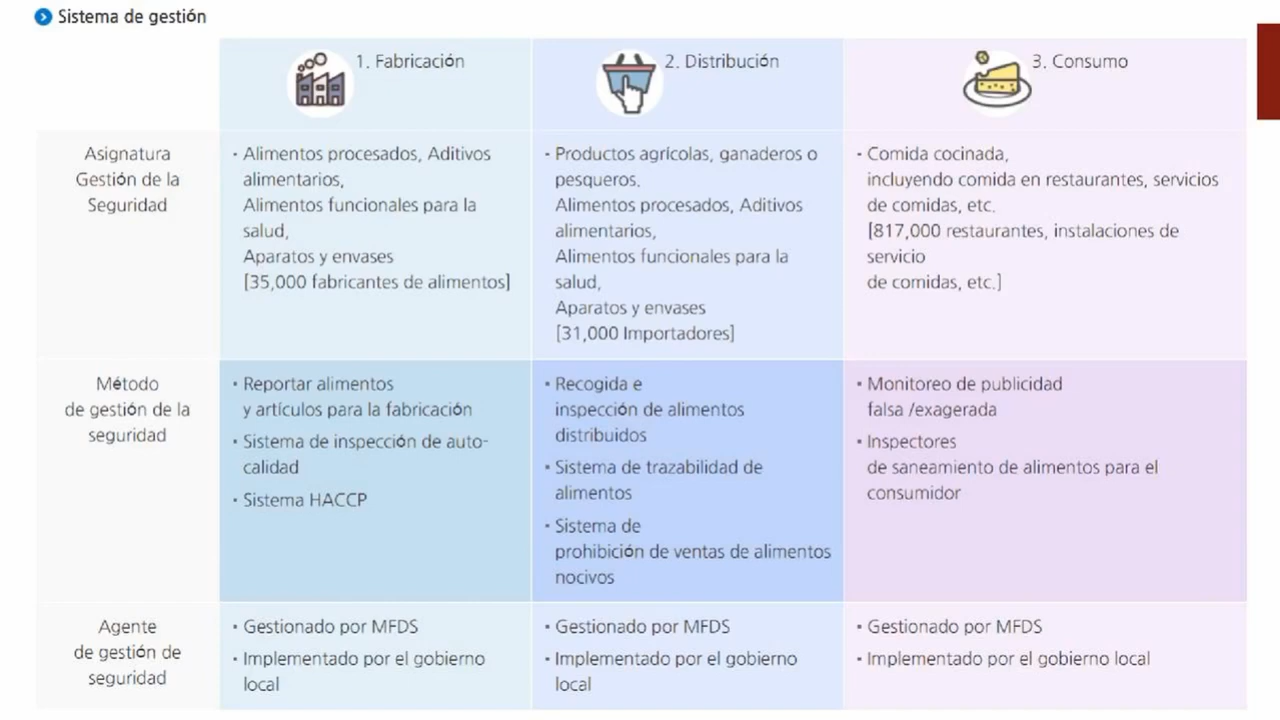 Sistema de gestión
1. Fabricación
2. Distribución
3. Consumo
Asignatura
Gestión de la
Seguridad
· Alimentos procesados, Aditivos
alimentarios,
Alimentos funcionales para la
salud,
Aparatos y envases
[35,000 fabricantes de alimentos]
· Productos agrícolas, ganaderos o
pesqueros.
Alimentos procesados, Aditivos
alimentarios,
Alimentos funcionales para la
salud,
Aparatos y envases
[31,000 Importadores]
· Comida cocinada,
incluyendo comida en restaurantes, servicios
de comidas, etc.
[817,000 restaurantes, instalaciones de
servicio
de comidas, etc.]
Método
de gestión de la
seguridad
· Reportar alimentos
y artículos para la fabricación
· Sistema de inspección de auto-
calidad
· Sistema HACCP
· Recogida e
inspección de alimentos
distribuidos
· Sistema de trazabilidad de
alimentos
· Sistema de
prohibición de ventas de alimentos
nocivos
· Monitoreo de publicidad
falsa /exagerada
· Inspectores
de saneamiento de alimentos para el
consumidor
Agente
de gestión de
seguridad
· Gestionado por MFDS
· Implementado por el gobierno
local
· Gestionado por MFDS
· Implementado por el gobierno
local
· Gestionado por MFDS
· Implementado por el gobierno local